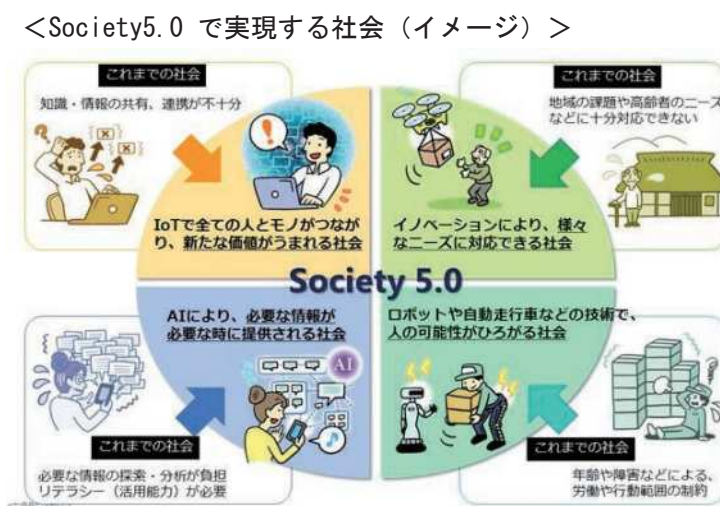 ＜Society5.0 で実現する社会（イメージ）＞
これまでの社会
知識・情報の共有、連携が不十分
IoTで全ての人とモノがつなが
り、新たな価値がうまれる社会
これまでの社会
地域の課題や高齢者のニーズ
などに十分対応できない
イノベーションにより、様々
なニーズに対応できる社会
Society 5.0
AIにより、必要な情報が
必要な時に提供される社会
AI
これまでの社会
必要な情報の探索・分析が負担
リテラシー（活用能力）が必要
ロボットや自動走行車などの技術で、
人の可能性がひろがる社会
これまでの社会
年齢や障害などによる、
労働や行動範囲の制約